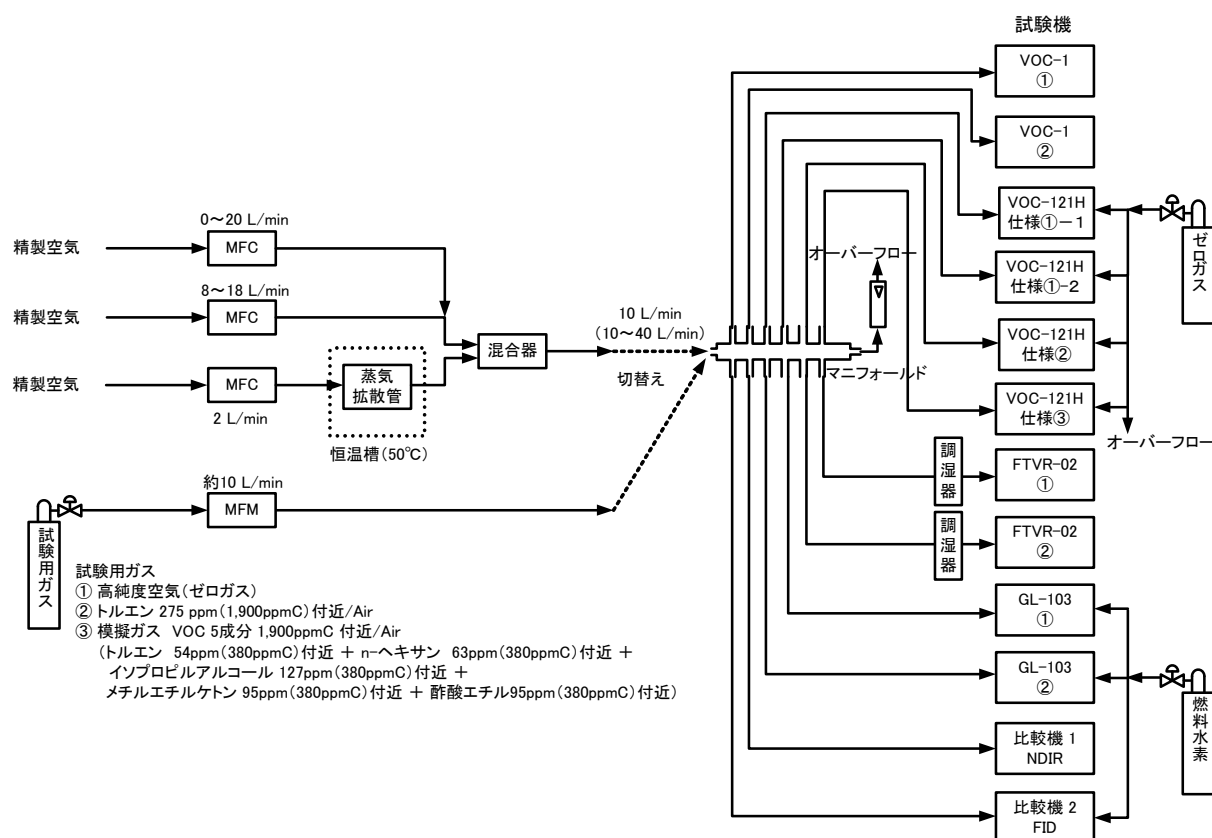 試験機
VOC-1
①
VOC-1
②
VOC-121H
仕様①-1
VOC-121H
仕様①-2
VOC-121H
仕様②
VOC-121H
仕様③
FTVR-02
①
FTVR-02
②
GL-103
①
GL-103
②
比較機 1
NDIR
比較機 2
FID
ゼロガス
オーバーフロー
燃料水素
調湿器
調湿器
オーバーフロー
マニフォールド
0~20 L/min
精製空気
MFC
8~18 L/min
精製空気
MFC
精製空気
MFC
2 L/min
蒸気
拡散管
恒温槽(50℃)
混合器
10 L/min
(10~40 L/min)
切替え
約10 L/min
MFM
試験用ガス
試験用ガス
① 高純度空気(ゼロガス)
② トルエン 275 ppm(1,900ppmC)付近/Air
③ 模擬ガス VOC 5成分 1,900ppmC 付近/Air
(トルエン 54ppm(380ppmC)付近 + n-ヘキサン 63ppm(380ppmC)付近 +
イソプロピルアルコール 127ppm(380ppmC)付近 +
メチルエチルケトン 95ppm(380ppmC)付近 + 酢酸エチル95ppm(380ppmC)付近)